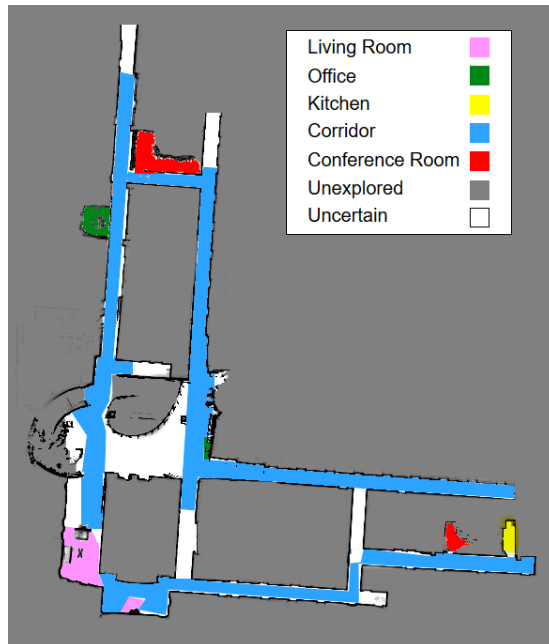 Living Room
Office
Kitchen
Corridor
Conference Room
Unexplored
Uncertain